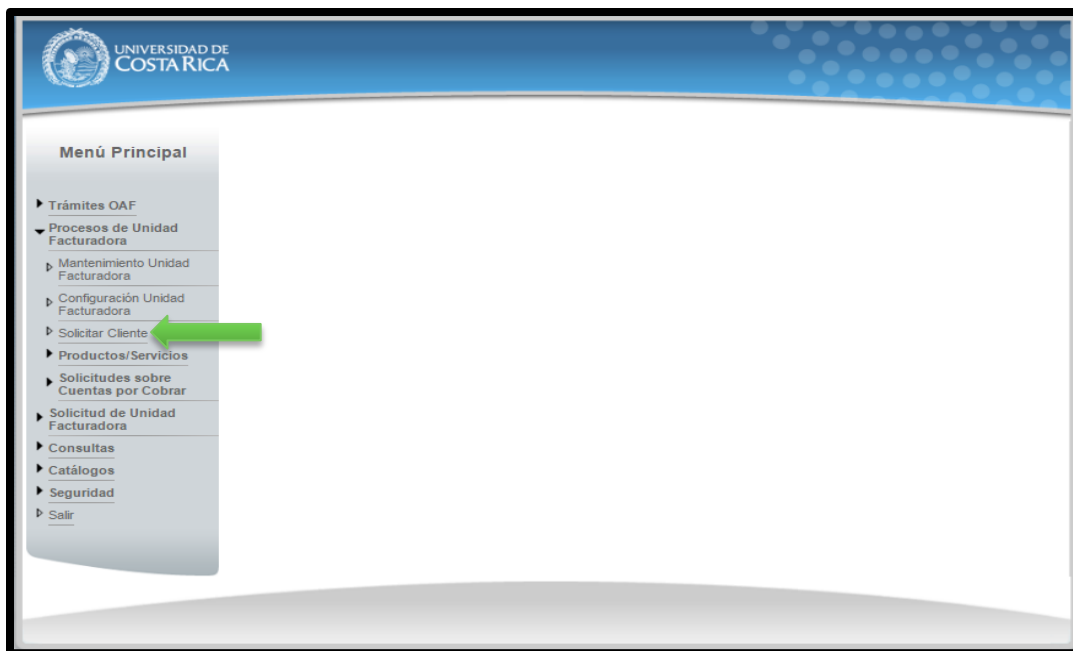 UNIVERSIDAD DE
COSTA RICA
Menú Principal
Trámites OAF
Procesos de Unidad
Facturadora
Mantenimiento Unidad
Facturadora
Configuración Unidad
Facturadora
Solicitar Cliente
Productos/Servicios
Solicitudes sobre
Cuentas por Cobrar
Solicitud de Unidad
Facturadora
Consultas
Catálogos
Seguridad
Salir